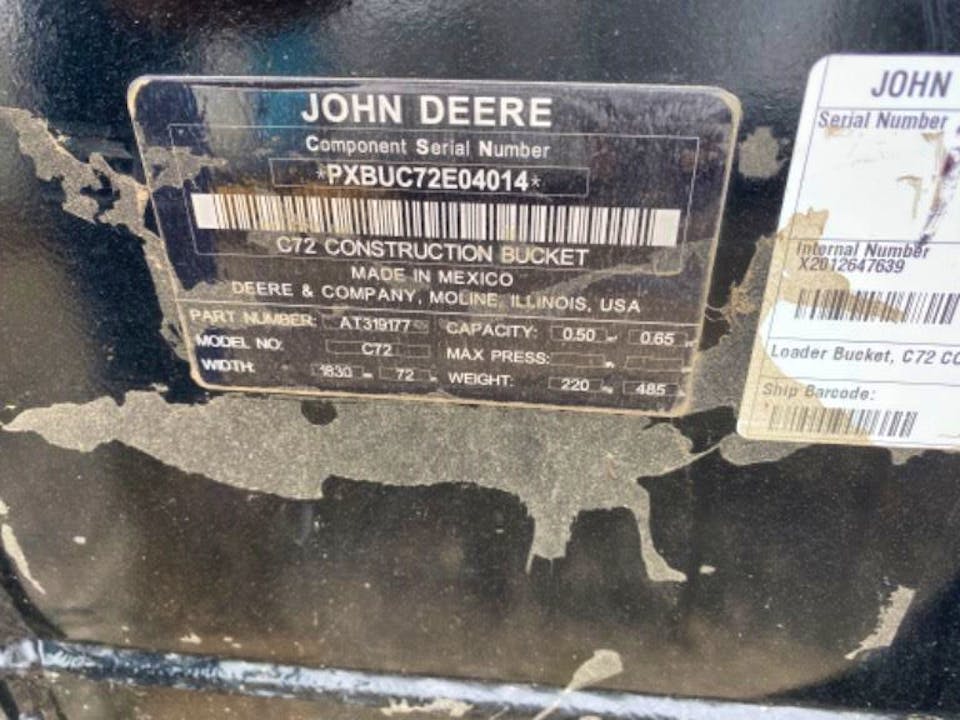 JOHN DEERE
Component Serial Number
*PXBUC72E04014*
C72 CONSTRUCTION BUCKET
MADE IN MEXICO
DEERE & COMPANY, MOLINE, ILLINOIS, USA
PART NUMBER: AT319177
CAPACITY: 0.50 0.65
MODEL NO: C72
MAX PRESS:
WIDTH: 1830 72
WEIGHT: 220 485
JOHN
Serial Number
Internal Number
X2012647639
Loader Bucket, C72 CO
Ship Barcode: